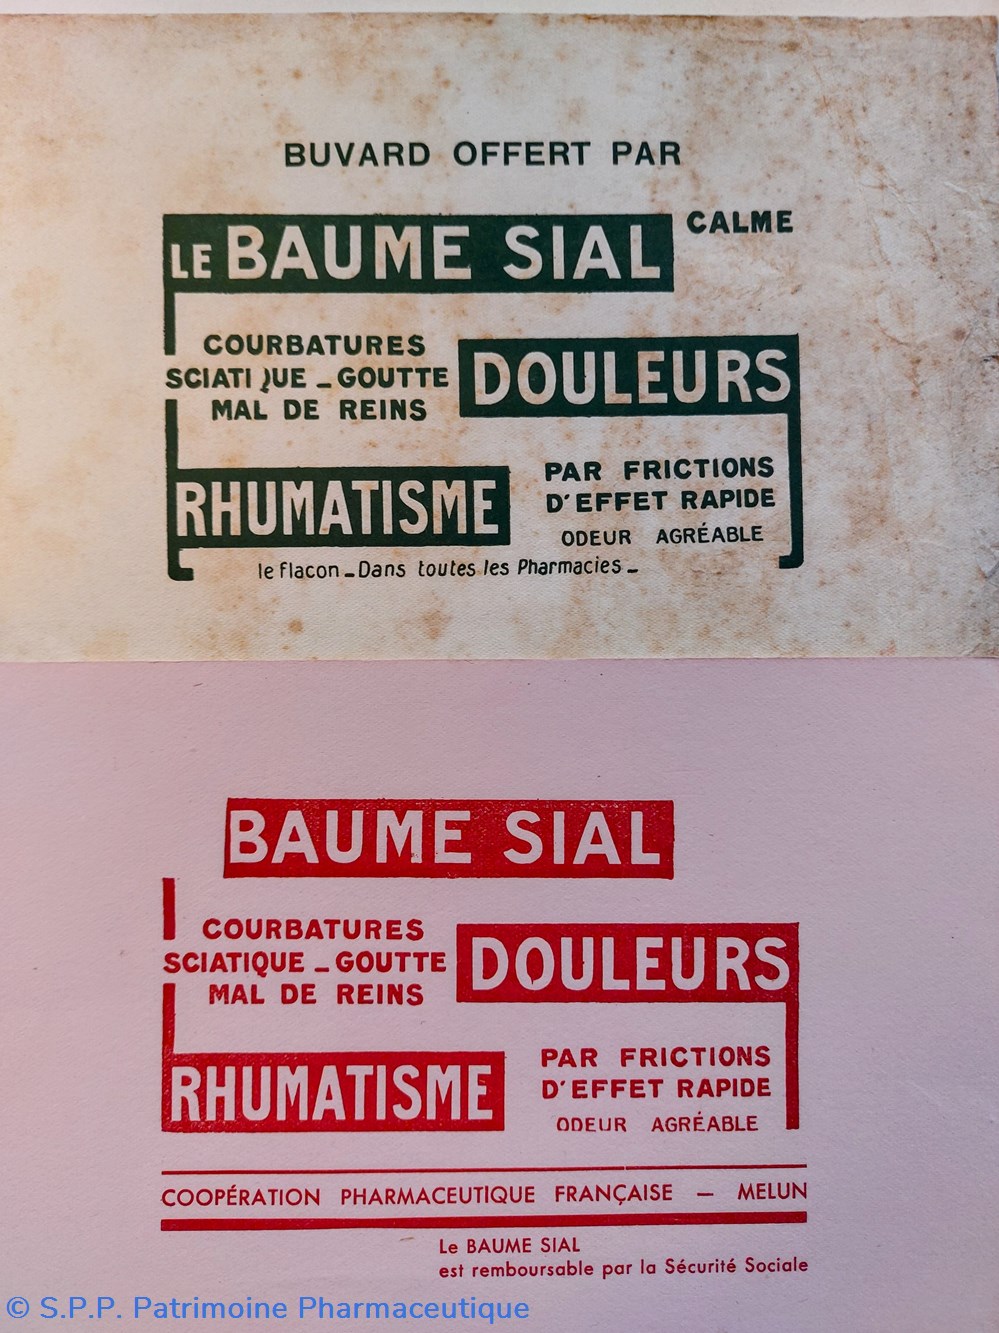 BUVARD OFFERT PAR
LE BAUME SIAL CALME
COURBATURES
SCIATIQUE - GOUTTE
MAL DE REINS
DOULEURS
RHUMATISME
PAR FRICTIONS
D'EFFET RAPIDE
ODEUR AGRÉABLE
le flacon - Dans toutes les Pharmacies -
BAUME SIAL
COURBATURES
SCIATIQUE - GOUTTE
MAL DE REINS
DOULEURS
RHUMATISME
PAR FRICTIONS
D'EFFET RAPIDE
ODEUR AGRÉABLE
COOPÉRATION PHARMACEUTIQUE FRANÇAISE — MELUN
Le BAUME SIAL
est remboursable par la Sécurité Sociale
© S.P.P. Patrimoine Pharmaceutique